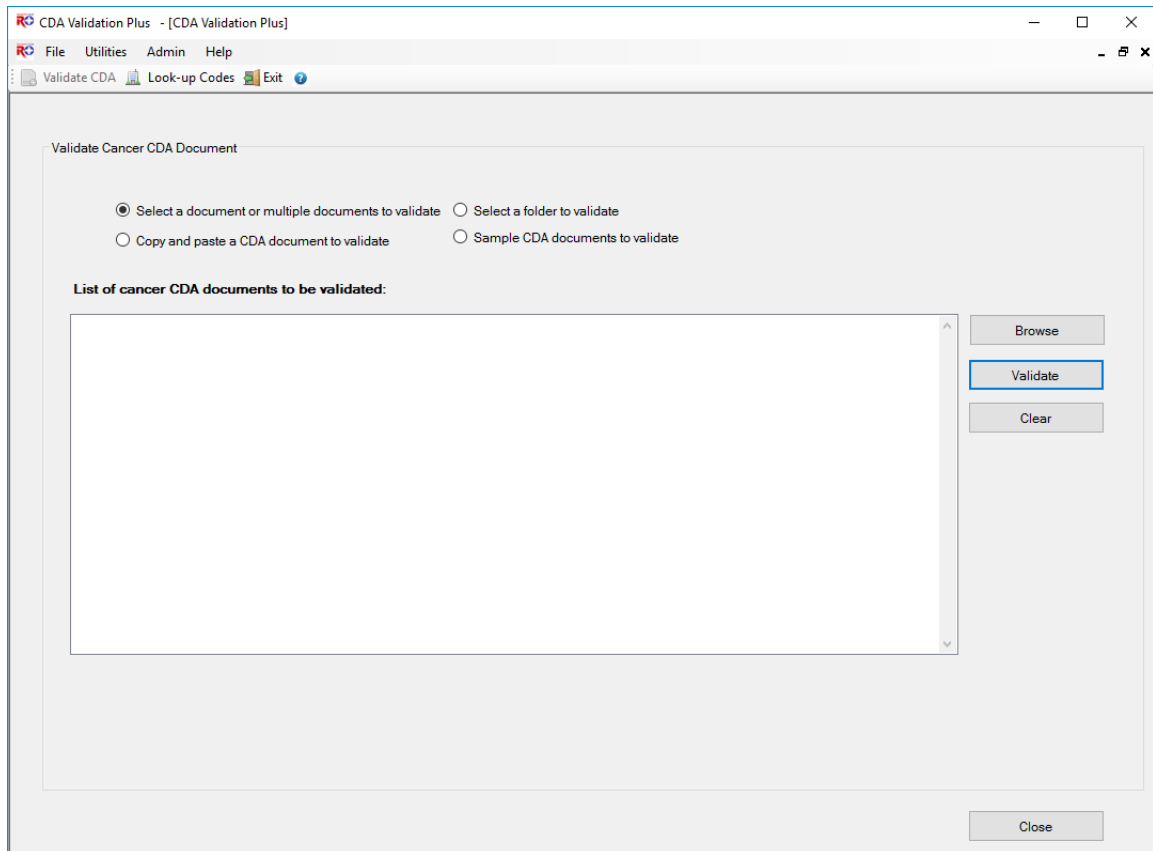 CDA Validation Plus - [CDA Validation Plus]
File Utilities Admin Help
Validate CDA Look-up Codes Exit
Validate Cancer CDA Document
Select a document or multiple documents to validate Select a folder to validate
Copy and paste a CDA document to validate Sample CDA documents to validate
List of cancer CDA documents to be validated:
Browse
Validate
Clear
Close